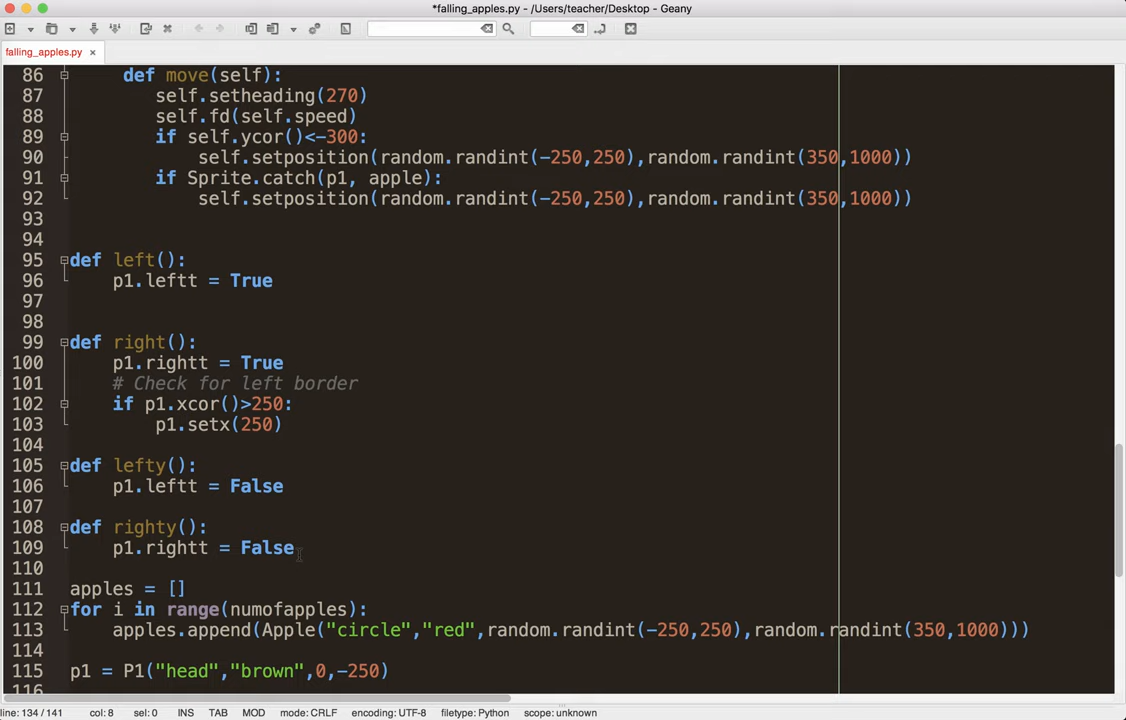 *falling_apples.py - /Users/teacher/Desktop - Geany
falling_apples.py ×
86 def move(self):
87 self.setheading(270)
88 self.fd(self.speed)
89 if self.ycor()<-300:
90 self.setposition(random.randint(-250,250),random.randint(350,1000))
91 if Sprite.catch(p1, apple):
92 self.setposition(random.randint(-250,250),random.randint(350,1000))
93
94
95 def left():
96 p1.leftt = True
97
98
99 def right():
100 p1.rightt = True
101 # Check for left border
102 if p1.xcor()>250:
103 p1.setx(250)
104
105 def lefty():
106 p1.leftt = False
107
108 def righty():
109 p1.rightt = False
110
111 apples = []
112 for i in range(numofapples):
113 apples.append(Apple("circle","red",random.randint(-250,250),random.randint(350,1000)))
114
115 p1 = P1("head","brown",0,-250)
116
line: 134 / 141 col: 8 sel: 0 INS TAB MOD mode: CRLF encoding: UTF-8 filetype: Python scope: unknown